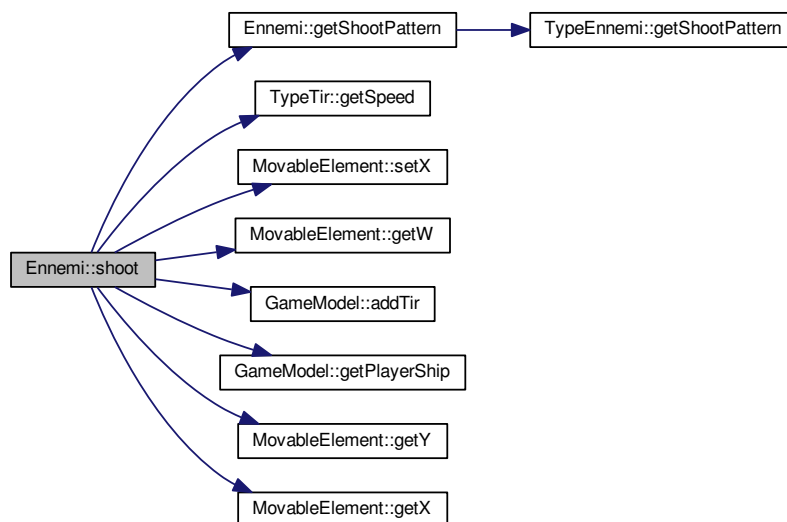 Ennemi::getShootPattern
TypeEnnemi::getShootPattern
TypeTir::getSpeed
MovableElement::setX
MovableElement::getW
Ennemi::shoot
GameModel::addTir
GameModel::getPlayerShip
MovableElement::getY
MovableElement::getX